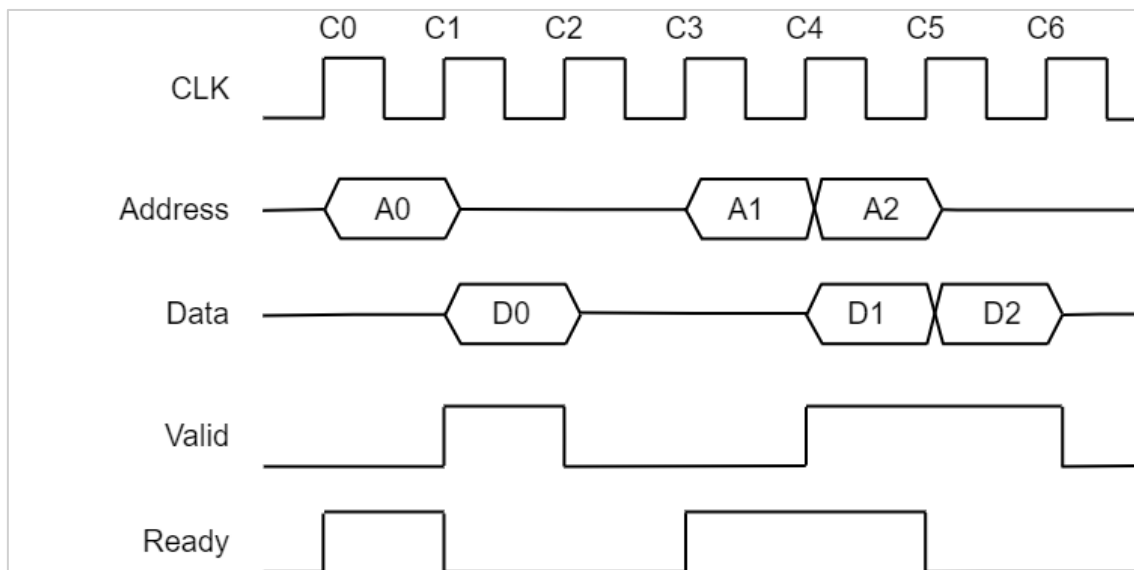 C0 C1 C2 C3 C4 C5 C6
CLK
Address A0 A1 A2
Data D0 D1 D2
Valid
Ready